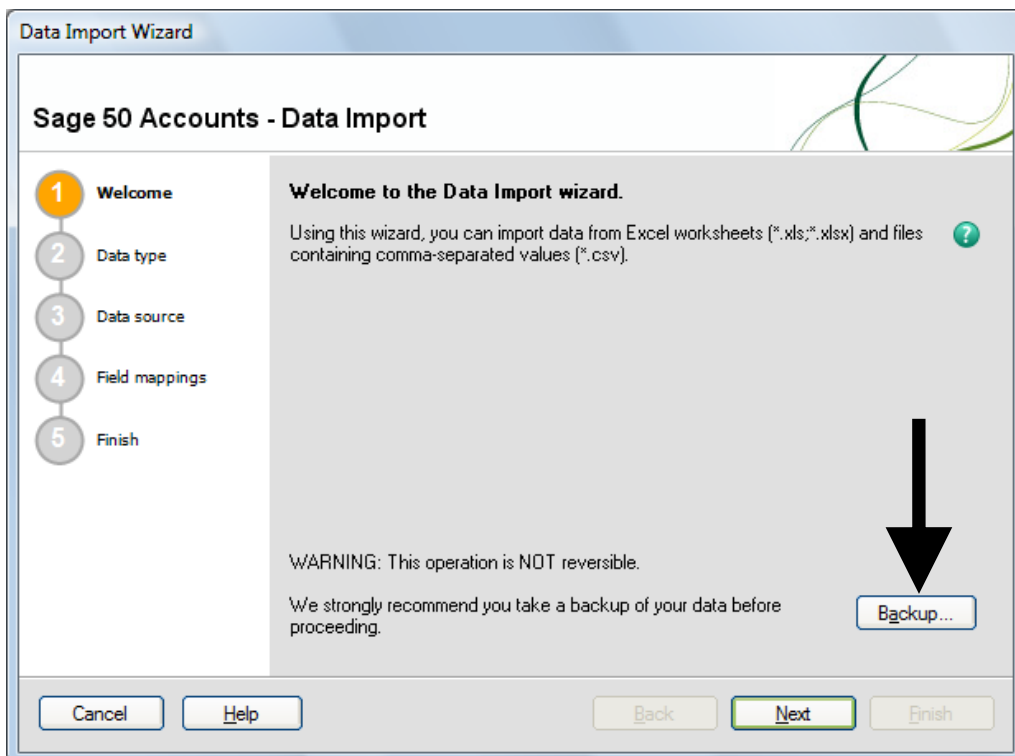 Data Import Wizard
Sage 50 Accounts - Data Import
1 Welcome
2 Data type
3 Data source
4 Field mappings
5 Finish
Welcome to the Data Import wizard.
Using this wizard, you can import data from Excel worksheets (*.xls;*.xlsx) and files
containing comma-separated values (*.csv).
?
WARNING: This operation is NOT reversible.
We strongly recommend you take a backup of your data before
proceeding.
Backup...
Cancel Help Back Next Finish